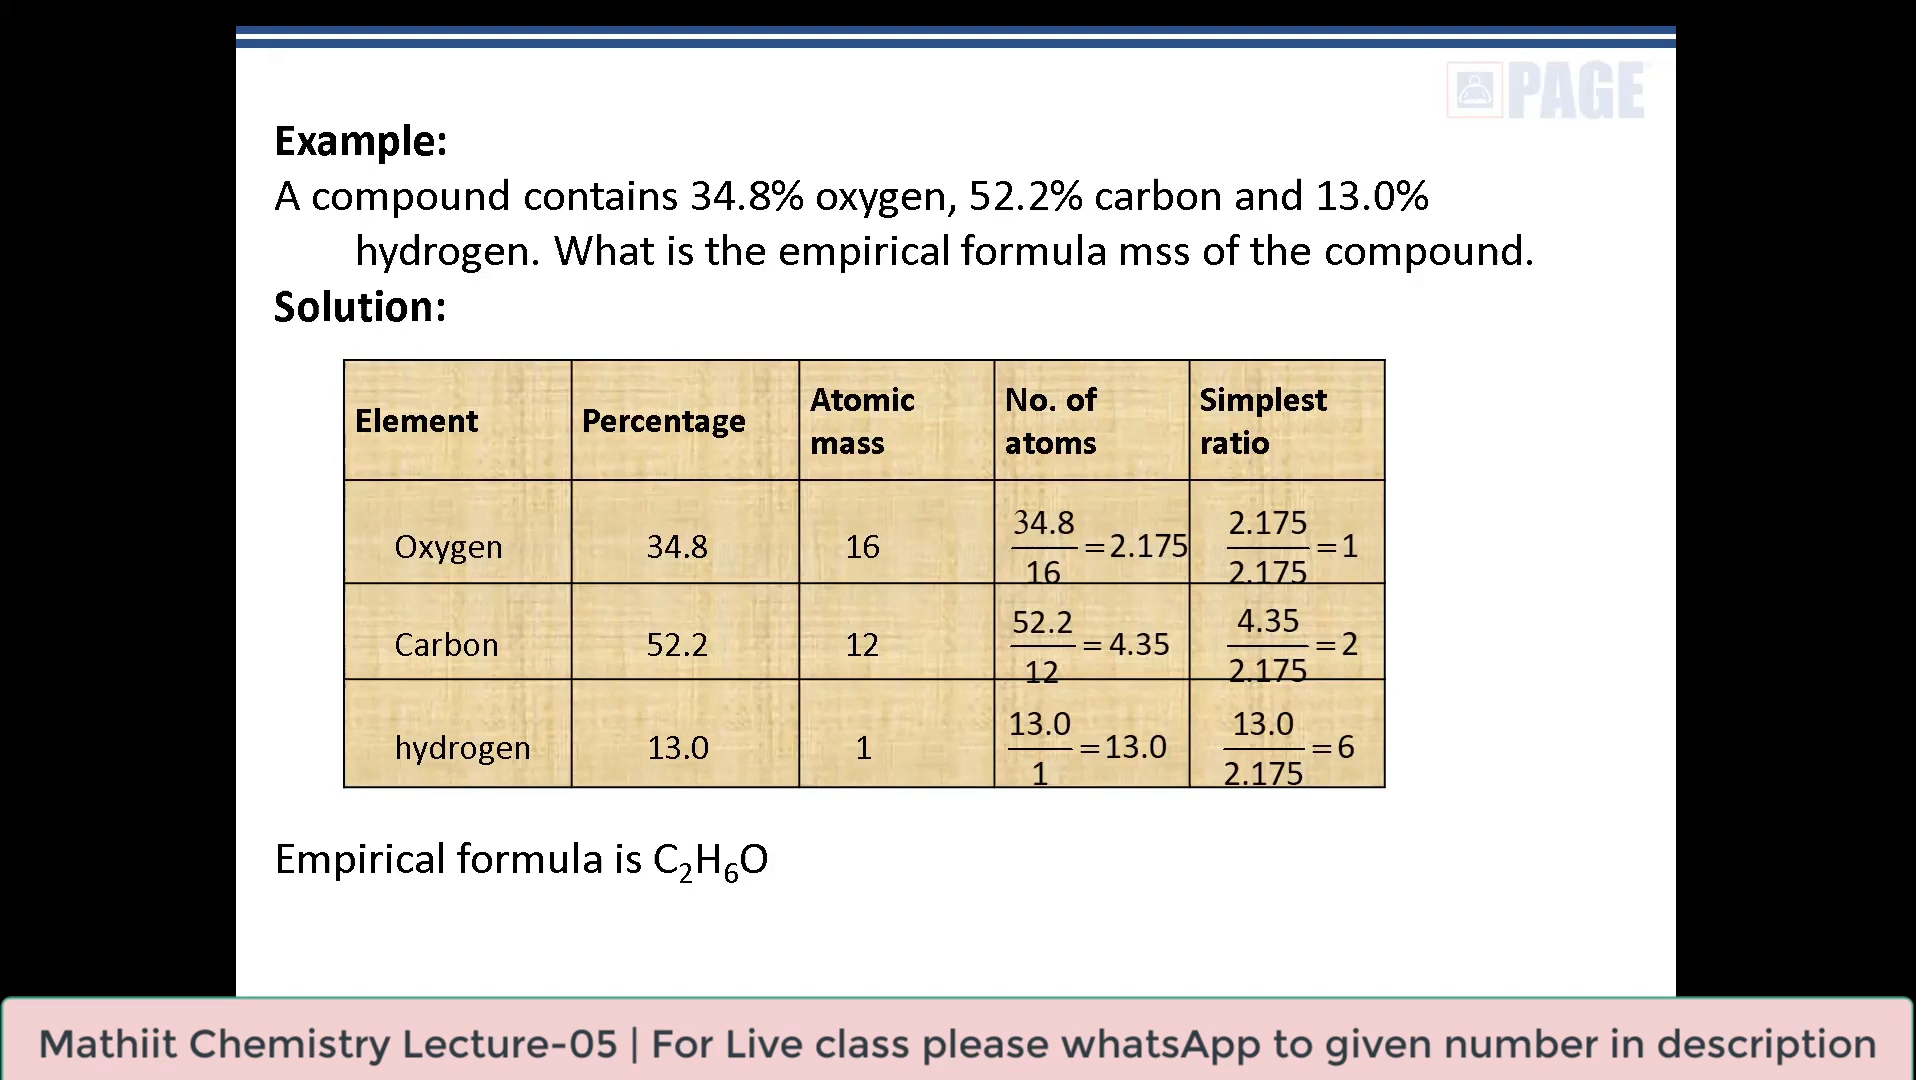 PAGE
Example:
A compound contains 34.8% oxygen, 52.2% carbon and 13.0%
hydrogen. What is the empirical formula mss of the compound.
Solution:
Element Percentage Atomic mass No. of atoms Simplest ratio
Oxygen 34.8 16 34.8/16 = 2.175 2.175/2.175 = 1
Carbon 52.2 12 52.2/12 = 4.35 4.35/2.175 = 2
hydrogen 13.0 1 13.0/1 = 13.0 13.0/2.175 = 6
Empirical formula is C₂H₆O
Mathiit Chemistry Lecture-05 | For Live class please whatsApp to given number in description